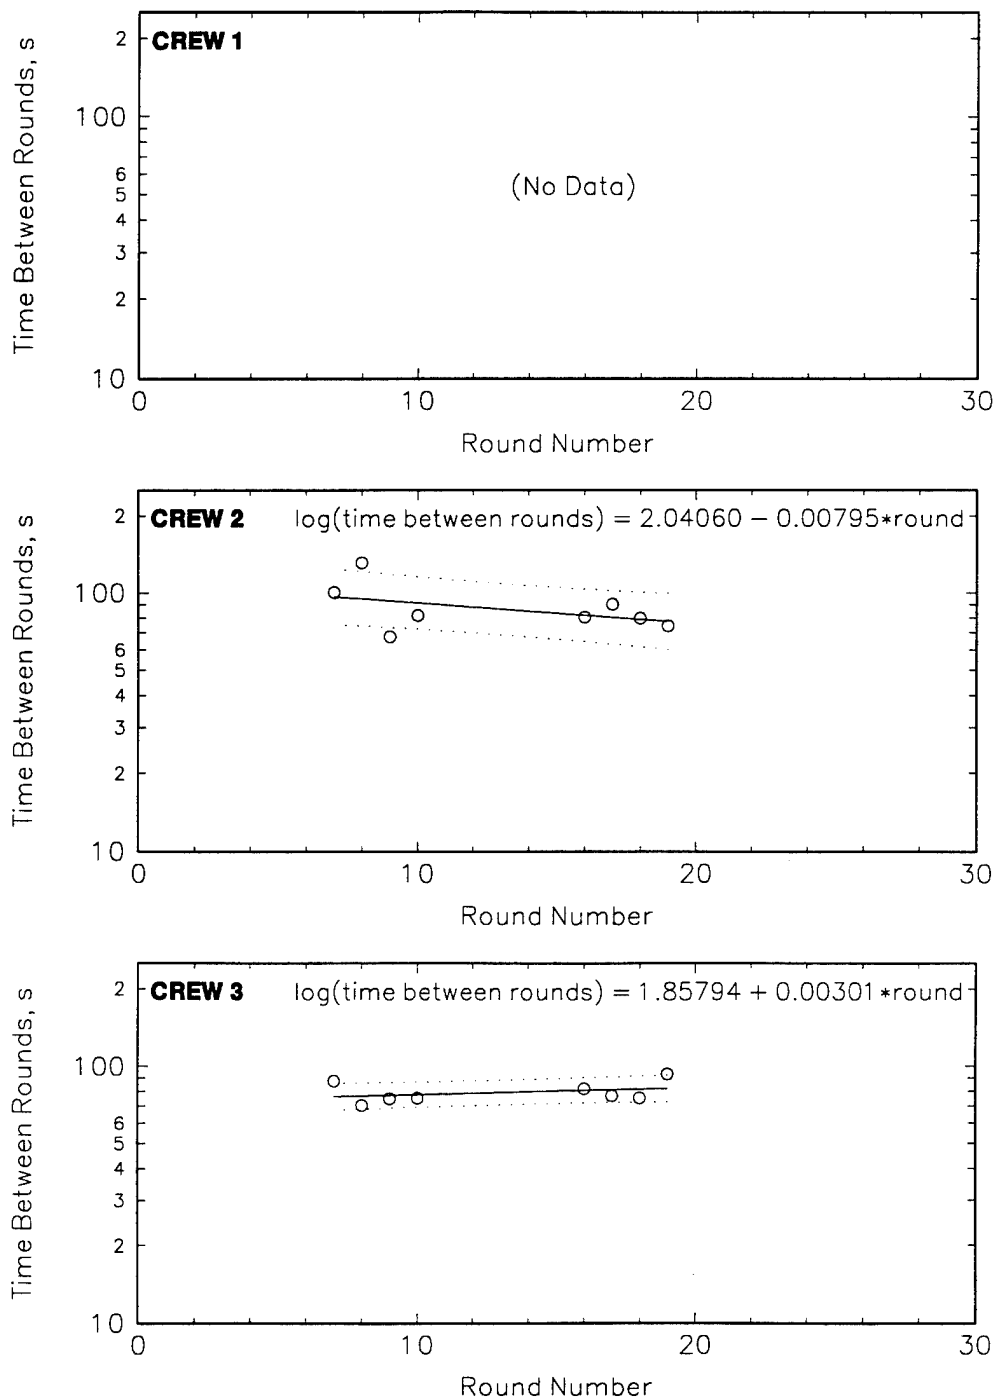 CREW 1
Time Between Rounds, s
2
100
6
5
4
3
2
10
(No Data)
0 10 20 30
Round Number
CREW 2 log(time between rounds) = 2.04060 − 0.00795*round
Time Between Rounds, s
2
100
6
5
4
3
2
10
0 10 20 30
Round Number
CREW 3 log(time between rounds) = 1.85794 + 0.00301*round
Time Between Rounds, s
2
100
6
5
4
3
2
10
0 10 20 30
Round Number